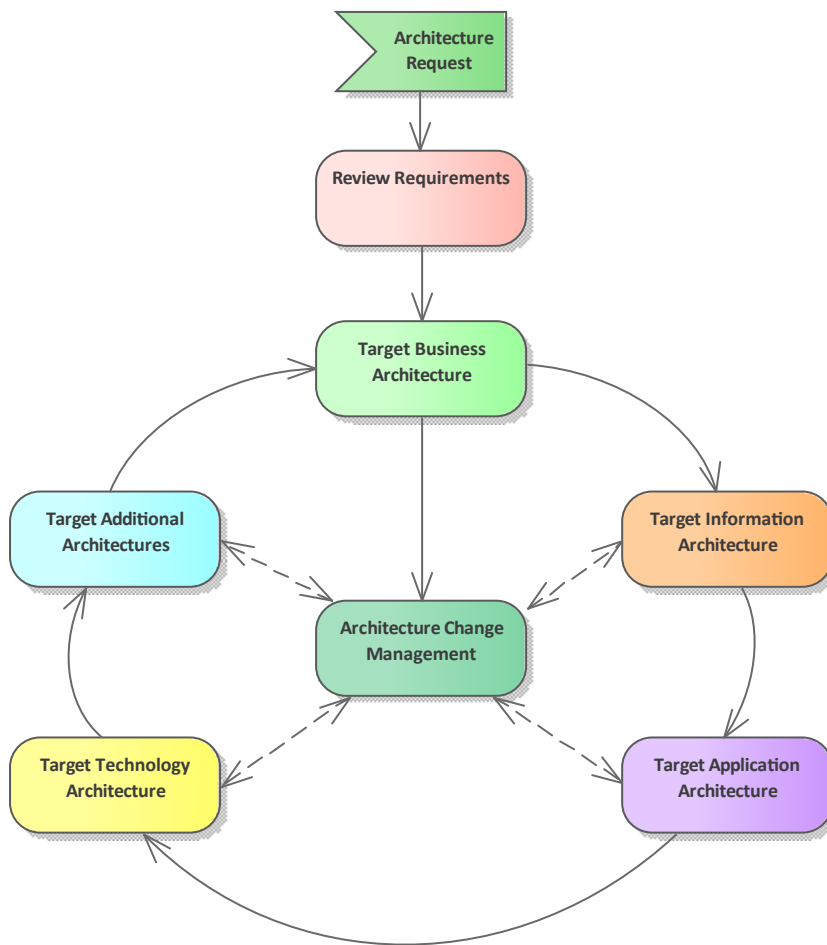 Architecture
Request
Review Requirements
Target Business
Architecture
Target Additional
Architectures
Target Information
Architecture
Architecture Change
Management
Target Technology
Architecture
Target Application
Architecture